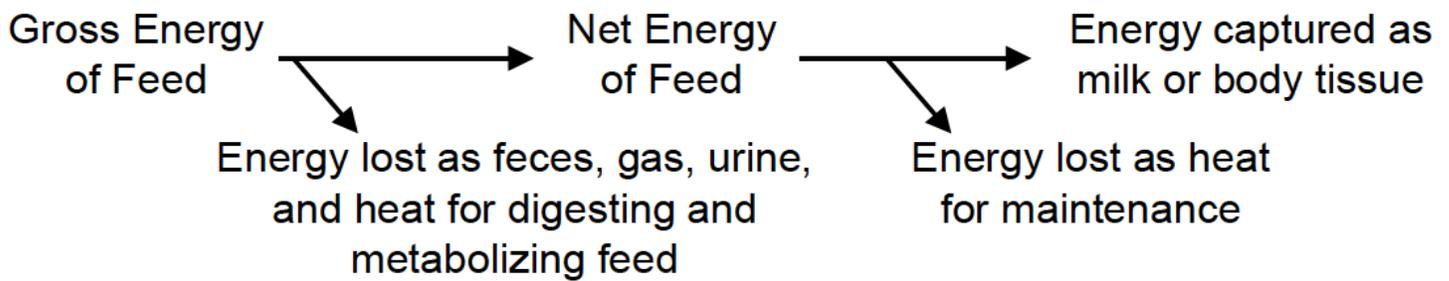 Gross Energy
of Feed
Net Energy
of Feed
Energy captured as
milk or body tissue
Energy lost as feces, gas, urine,
and heat for digesting and
metabolizing feed
Energy lost as heat
for maintenance